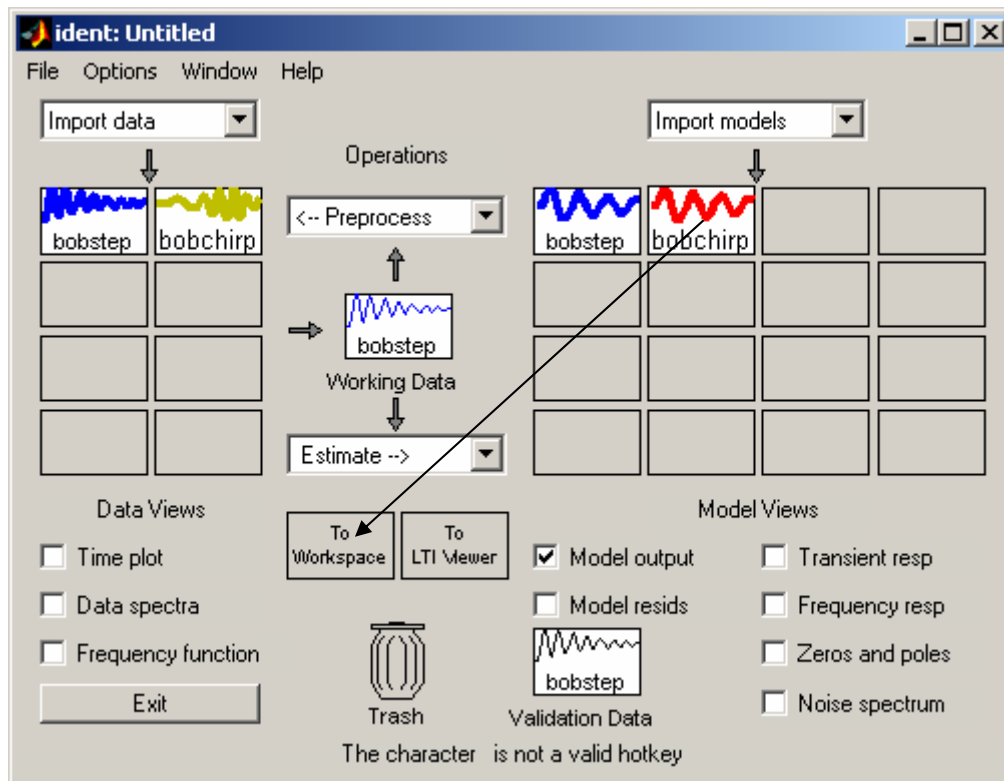 ident: Untitled
File Options Window Help
Import data
Import models
Operations
bobstep
bobchirp
<-- Preprocess
bobstep
bobchirp
bobstep
Working Data
Estimate -->
Data Views
Model Views
To
Workspace
To
LTI Viewer
Time plot
Data spectra
Frequency function
Model output
Model resids
Transient resp
Frequency resp
Zeros and poles
Noise spectrum
Exit
Trash
bobstep
Validation Data
The character is not a valid hotkey